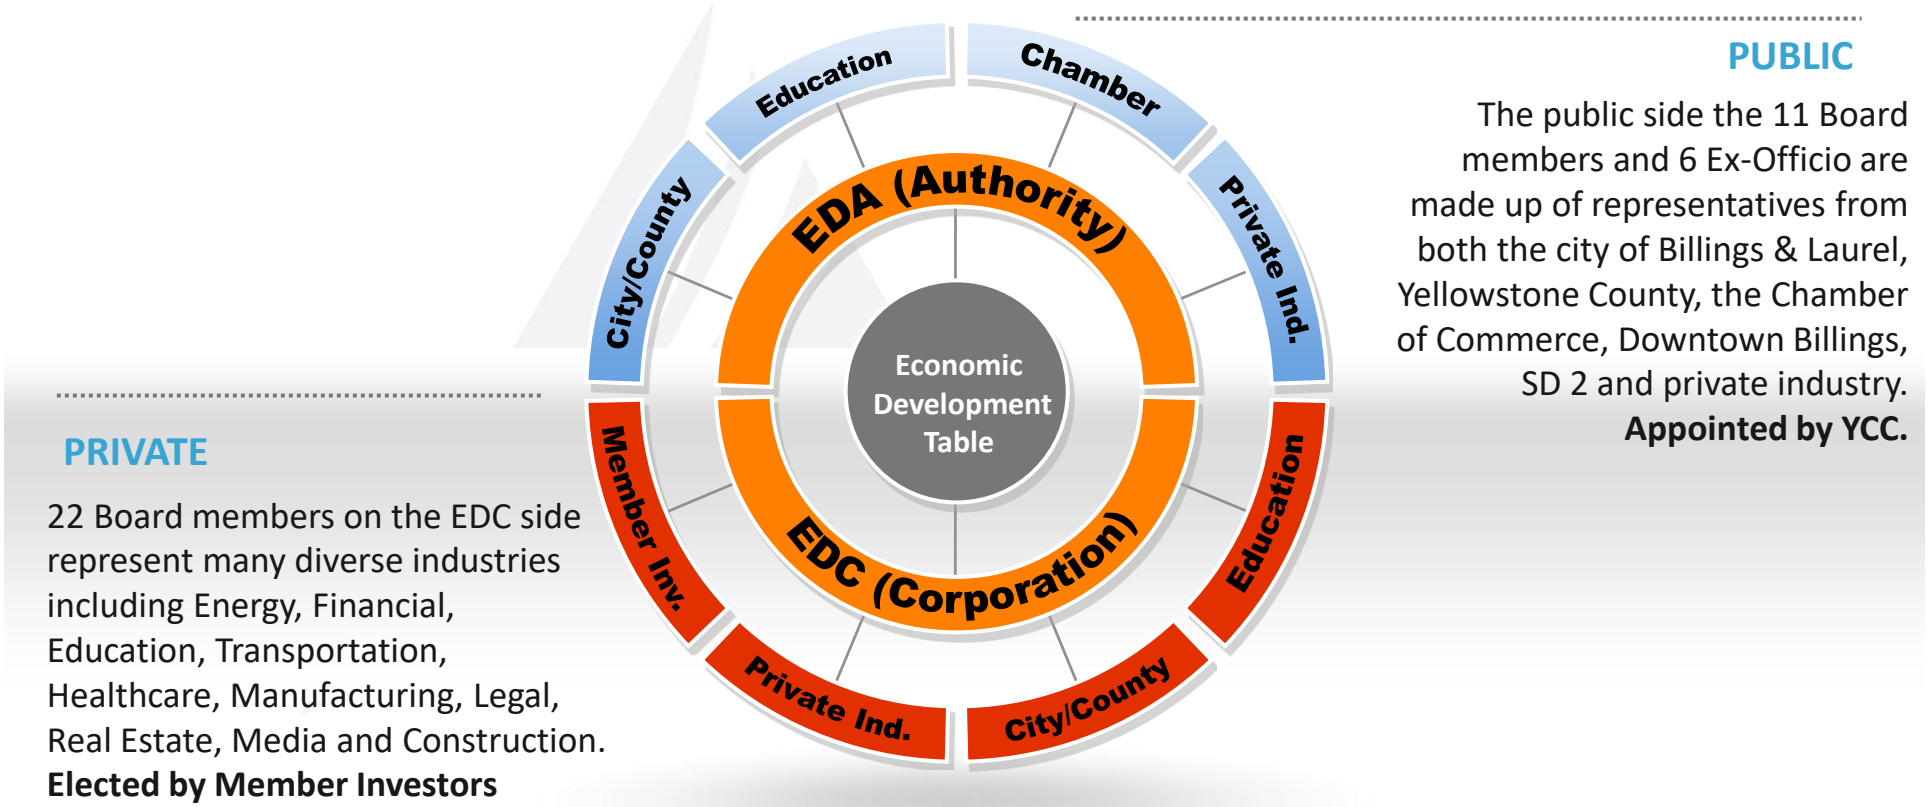 PUBLIC
The public side the 11 Board
members and 6 Ex-Officio are
made up of representatives from
both the city of Billings & Laurel,
Yellowstone County, the Chamber
of Commerce, Downtown Billings,
SD 2 and private industry.
Appointed by YCC.
Education
Chamber
City/County
Private Ind.
EDA (Authority)
Economic
Development
Table
EDC (Corporation)
Member Inv.
Education
Private Ind.
City/County
PRIVATE
22 Board members on the EDC side
represent many diverse industries
including Energy, Financial,
Education, Transportation,
Healthcare, Manufacturing, Legal,
Real Estate, Media and Construction.
Elected by Member Investors